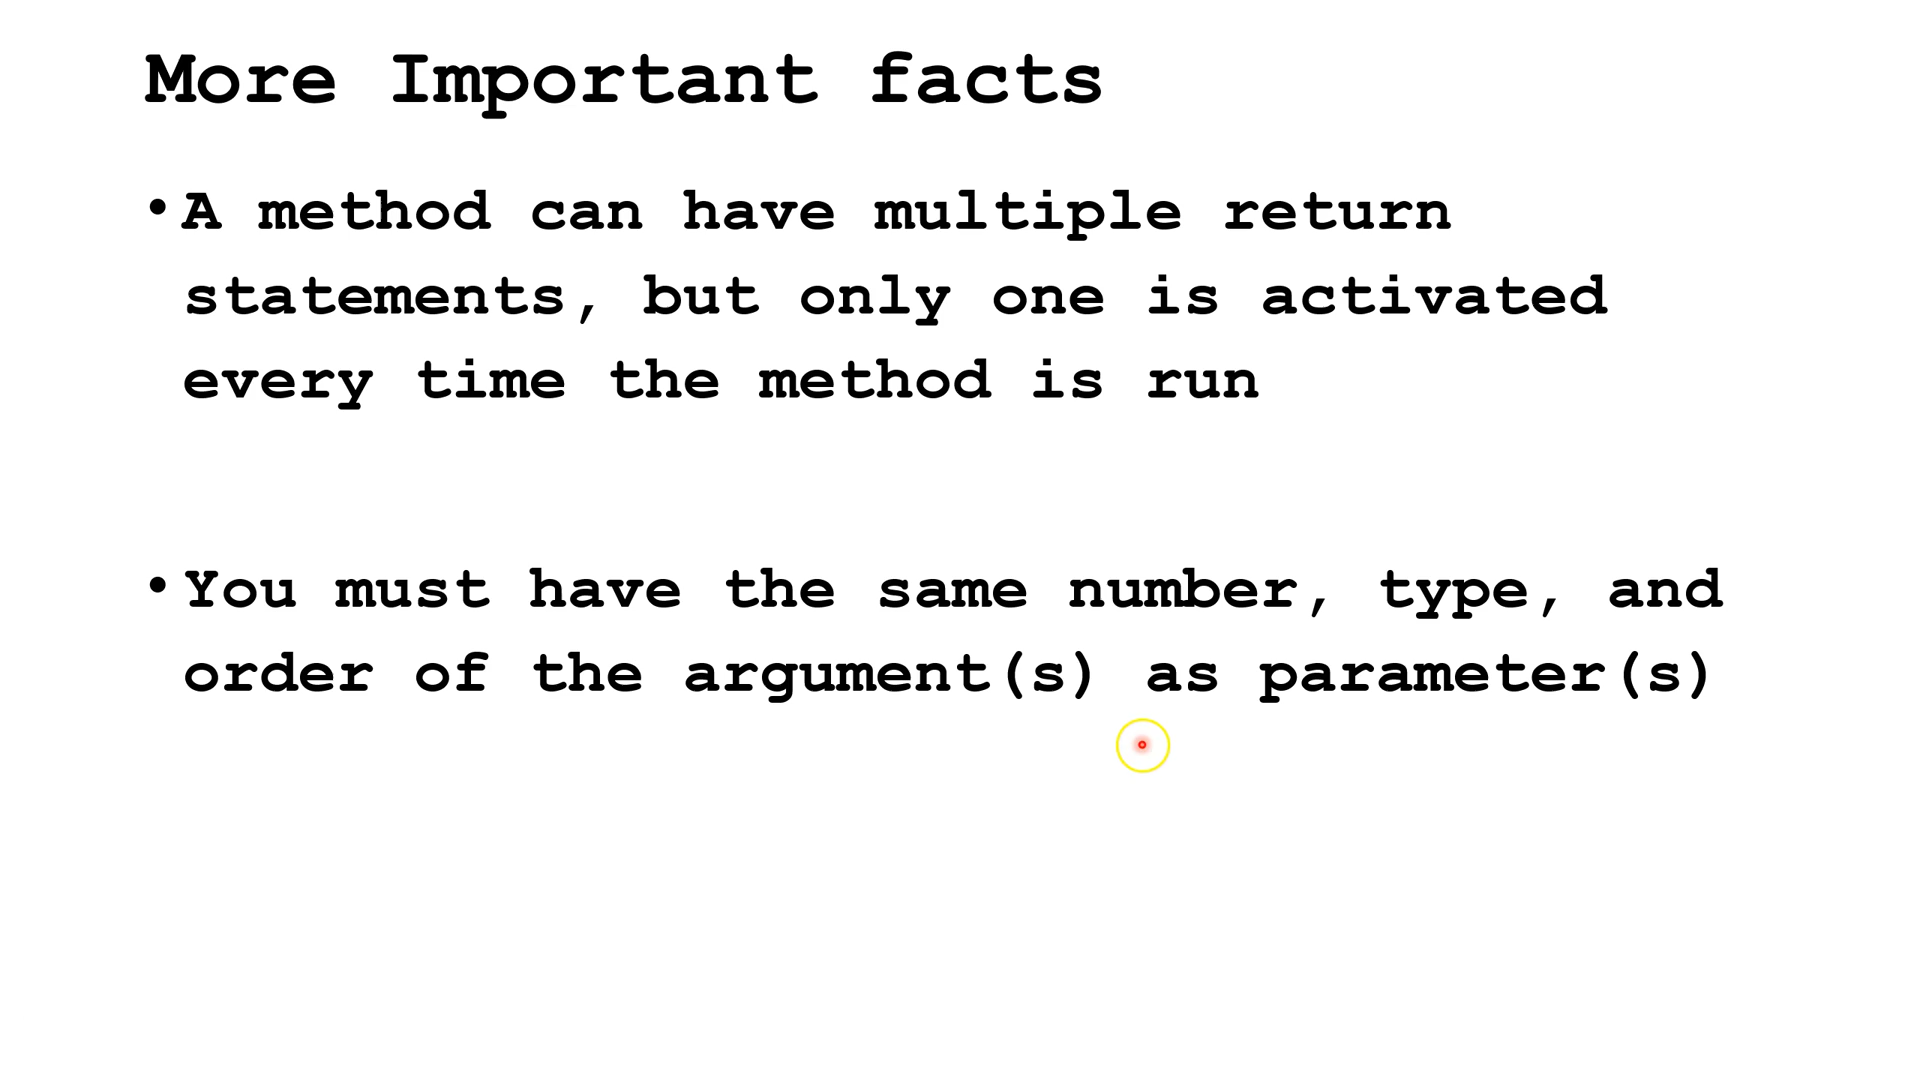 More Important facts
• A method can have multiple return
statements, but only one is activated
every time the method is run
• You must have the same number, type, and
order of the argument(s) as parameter(s)